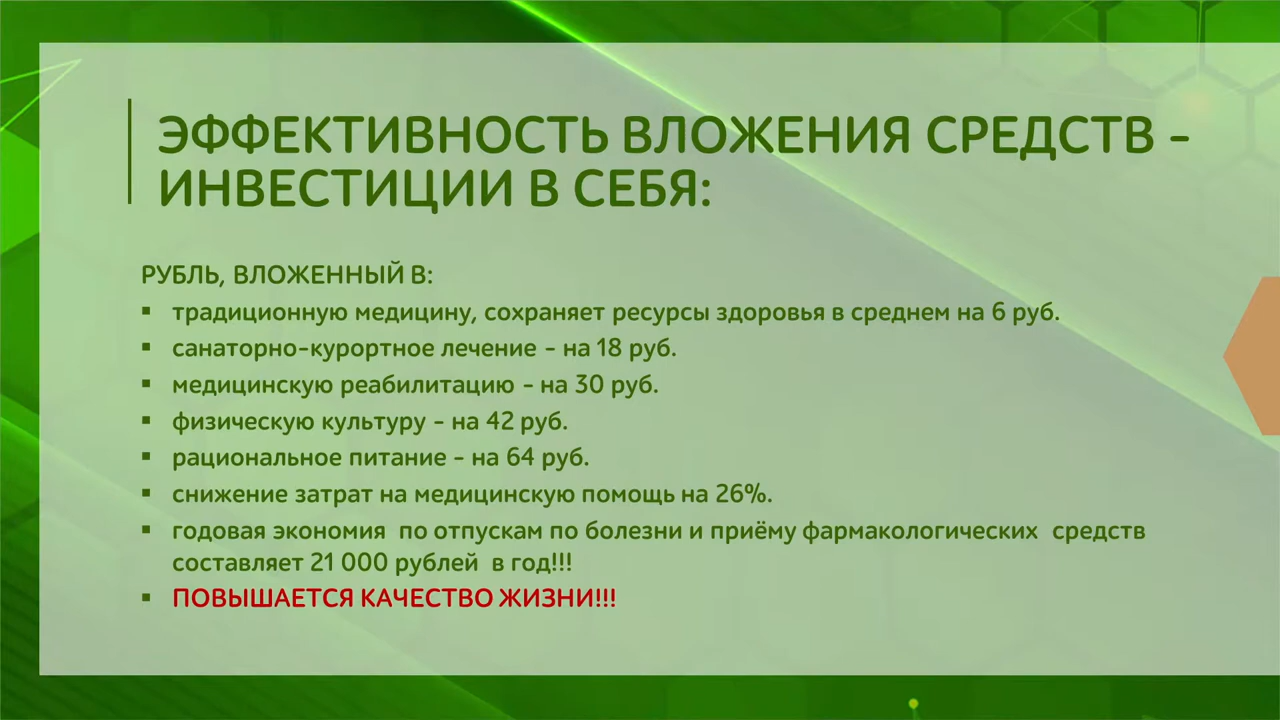 ЭФФЕКТИВНОСТЬ ВЛОЖЕНИЯ СРЕДСТВ -
ИНВЕСТИЦИИ В СЕБЯ:
РУБЛЬ, ВЛОЖЕННЫЙ В:
▪ традиционную медицину, сохраняет ресурсы здоровья в среднем на 6 руб.
▪ санаторно-курортное лечение - на 18 руб.
▪ медицинскую реабилитацию - на 30 руб.
▪ физическую культуру - на 42 руб.
▪ рациональное питание - на 64 руб.
▪ снижение затрат на медицинскую помощь на 26%.
▪ годовая экономия по отпускам по болезни и приёму фармакологических средств
составляет 21 000 рублей в год!!!
▪ ПОВЫШАЕТСЯ КАЧЕСТВО ЖИЗНИ!!!